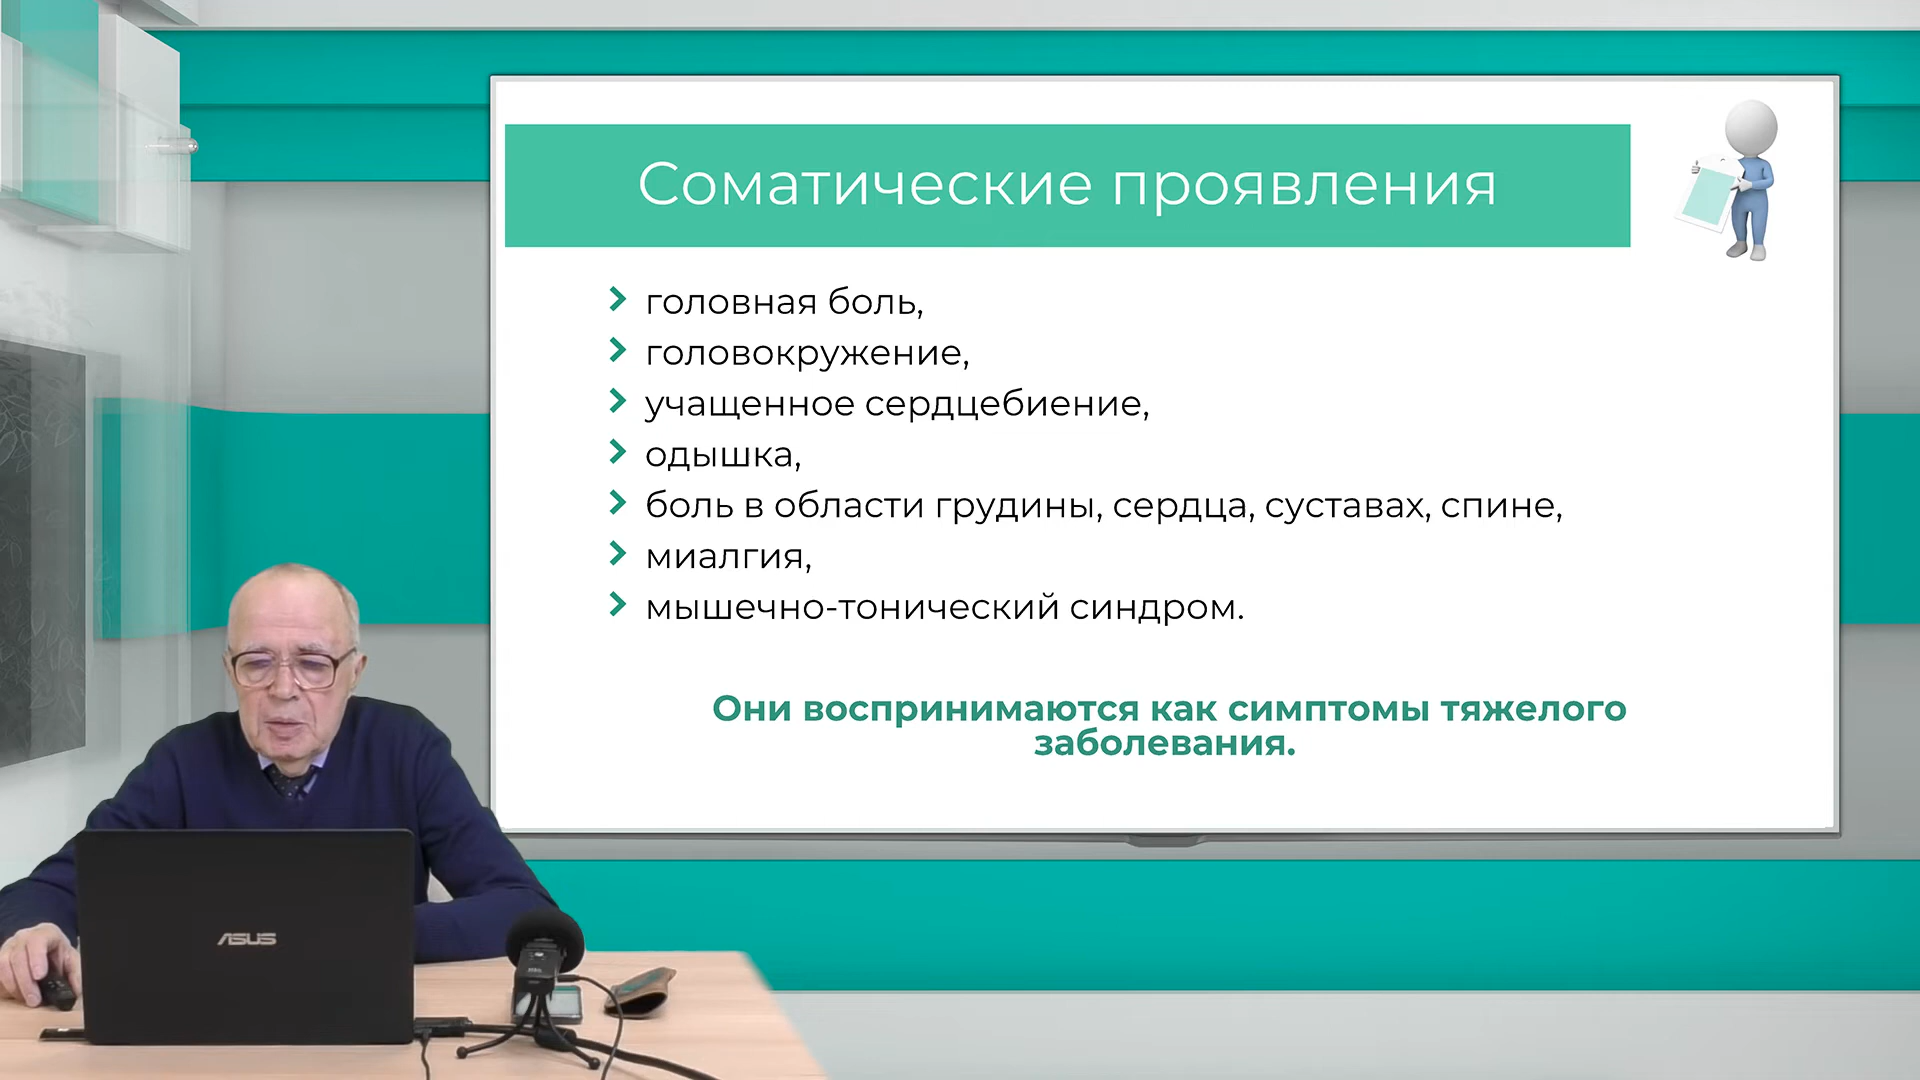 Соматические проявления
головная боль,
головокружение,
учащенное сердцебиение,
одышка,
боль в области грудины, сердца, суставах, спине,
миалгия,
мышечно-тонический синдром.
Они воспринимаются как симптомы тяжелого
заболевания.
ASUS